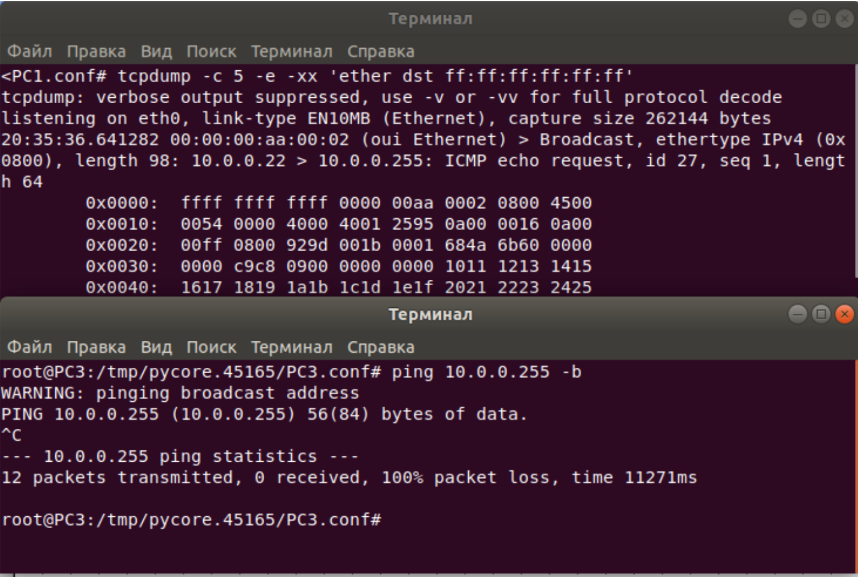 Терминал
Файл Правка Вид Поиск Терминал Справка
<PC1.conf# tcpdump -c 5 -e -xx 'ether dst ff:ff:ff:ff:ff:ff'
tcpdump: verbose output suppressed, use -v or -vv for full protocol decode
listening on eth0, link-type EN10MB (Ethernet), capture size 262144 bytes
20:35:36.641282 00:00:00:aa:00:02 (oui Ethernet) > Broadcast, ethertype IPv4 (0x
0800), length 98: 10.0.0.22 > 10.0.0.255: ICMP echo request, id 27, seq 1, lengt
h 64
0x0000:  ffff ffff ffff 0000 00aa 0002 0800 4500
0x0010:  0054 0000 4000 4001 2595 0a00 0016 0a00
0x0020:  00ff 0800 929d 001b 0001 684a 6b60 0000
0x0030:  0000 c9c8 0900 0000 0000 1011 1213 1415
0x0040:  1617 1819 1a1b 1c1d 1e1f 2021 2223 2425
Терминал
Файл Правка Вид Поиск Терминал Справка
root@PC3:/tmp/pycore.45165/PC3.conf# ping 10.0.0.255 -b
WARNING: pinging broadcast address
PING 10.0.0.255 (10.0.0.255) 56(84) bytes of data.
^C
--- 10.0.0.255 ping statistics ---
12 packets transmitted, 0 received, 100% packet loss, time 11271ms
root@PC3:/tmp/pycore.45165/PC3.conf#